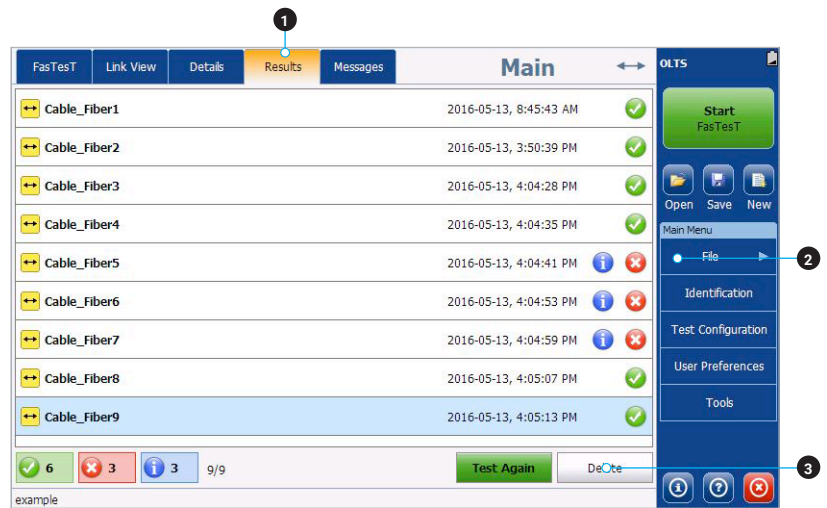 1
FasTesT Link View Details Results Messages Main OLTS
Cable_Fiber1 2016-05-13, 8:45:43 AM
Cable_Fiber2 2016-05-13, 3:50:39 PM
Cable_Fiber3 2016-05-13, 4:04:28 PM
Cable_Fiber4 2016-05-13, 4:04:35 PM
Cable_Fiber5 2016-05-13, 4:04:41 PM
Cable_Fiber6 2016-05-13, 4:04:53 PM
Cable_Fiber7 2016-05-13, 4:04:59 PM
Cable_Fiber8 2016-05-13, 4:05:07 PM
Cable_Fiber9 2016-05-13, 4:05:13 PM
6 3 3 9/9 Test Again Delete
example
Start
FasTesT
Open Save New
Main Menu
File
2
Identification
Test Configuration
User Preferences
Tools
3